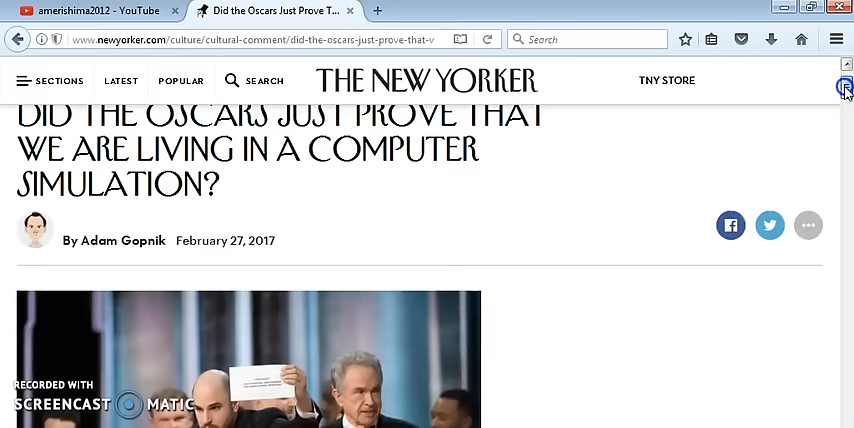 amerishima2012 - YouTube
Did the Oscars Just Prove T...
www.newyorker.com/culture/cultural-comment/did-the-oscars-just-prove-that-v
Search
SECTIONS
LATEST
POPULAR
SEARCH
THE NEW YORKER
TNY STORE
DID THE OSCARS JUST PROVE THAT
WE ARE LIVING IN A COMPUTER
SIMULATION?
By Adam Gopnik
February 27, 2017
RECORDED WITH
SCREENCAST MATIC